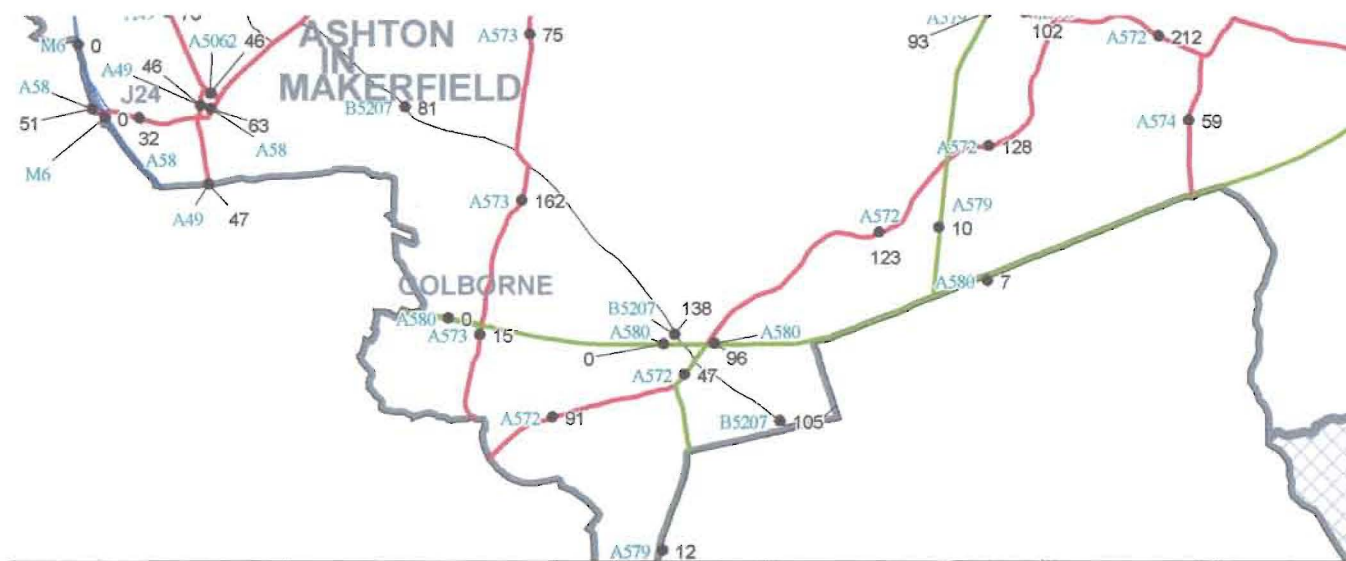 A573
75
93
102
A572
212
M6
0
A5062
46
ASHTON
IN
MAKERFIELD
46
A49
A58
J24
51
0
32
63
B5207
81
A574
59
A58
A58
M6
A572
128
A49
47
A573
162
A572
123
A579
10
GOLBORNE
A580
7
A580
0
A573
15
B5207
138
A580
0
A580
96
A572
47
A572
91
B5207
105
A579
12